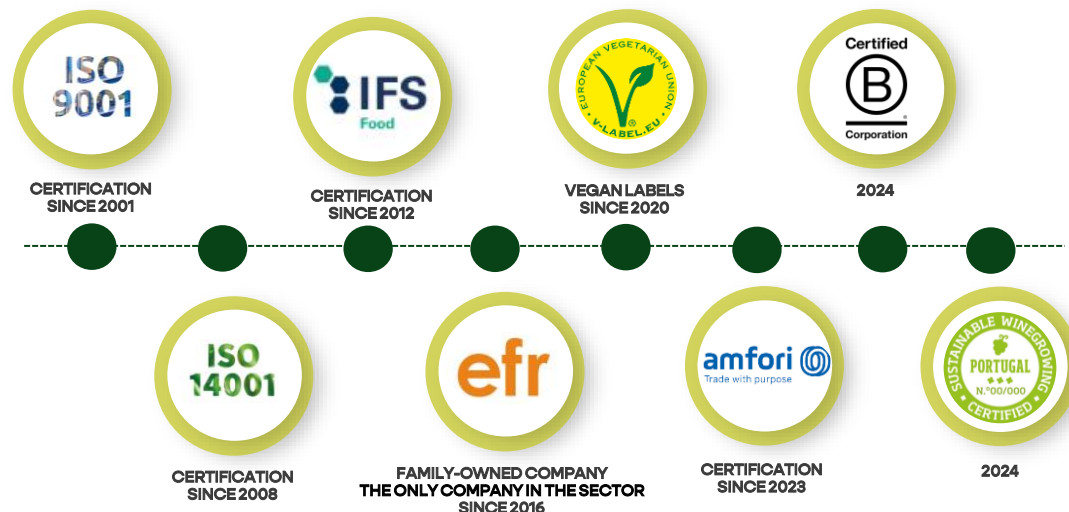 ISO
9001
CERTIFICATION
SINCE 2001
IFS
Food
CERTIFICATION
SINCE 2012
EUROPEAN VEGETARIAN UNION
V-LABEL.EU
®
VEGAN LABELS
SINCE 2020
Certified
B
®
Corporation
2024
ISO
14001
CERTIFICATION
SINCE 2008
efr
FAMILY-OWNED COMPANY
THE ONLY COMPANY IN THE SECTOR
SINCE 2016
amfori
Trade with purpose
CERTIFICATION
SINCE 2023
SUSTAINABLE WINEGROWING
PORTUGAL
N.º00/000
CERTIFIED
2024